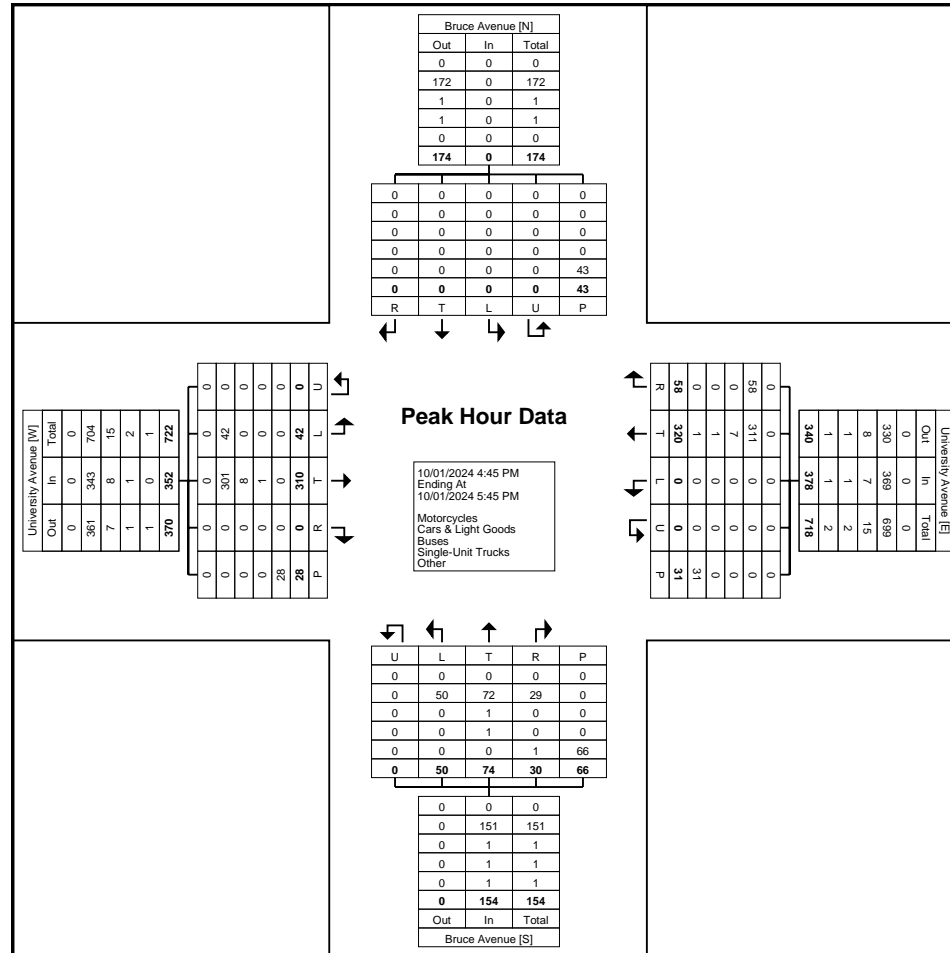 Bruce Avenue [N]
Out In Total
0 0 0
172 0 172
1 0 1
1 0 1
0 0 0
174 0 174
0 0 0 0 0
0 0 0 0 0
0 0 0 0 0
0 0 0 0 0
0 0 0 0 43
0 0 0 0 43
R T L U P
University Avenue [W]
Total 0 704 15 2 1 722
In 0 343 8 1 0 352
Out 0 361 7 1 1 370
0 0 0 0 0 0 U
0 42 0 0 0 42 L
0 301 8 1 0 310 T
0 0 0 0 0 0 R
0 0 0 0 28 28 P
Peak Hour Data
10/01/2024 4:45 PM
Ending At
10/01/2024 5:45 PM
Motorcycles
Cars & Light Goods
Buses
Single-Unit Trucks
Other
R 58 0 0 0 58 0
T 320 1 1 7 311 0
L 0 0 0 0 0 0
U 0 0 0 0 0 0
P 31 31 0 0 0 0
340 1 1 8 330 0 Out
378 1 1 7 369 0 In
718 2 2 15 699 0 Total
University Avenue [E]
U L T R P
0 0 0 0 0
0 50 72 29 0
0 0 1 0 0
0 0 1 0 0
0 0 0 1 66
0 50 74 30 66
0 0 0
0 151 151
0 1 1
0 1 1
0 1 1
0 154 154
Out In Total
Bruce Avenue [S]